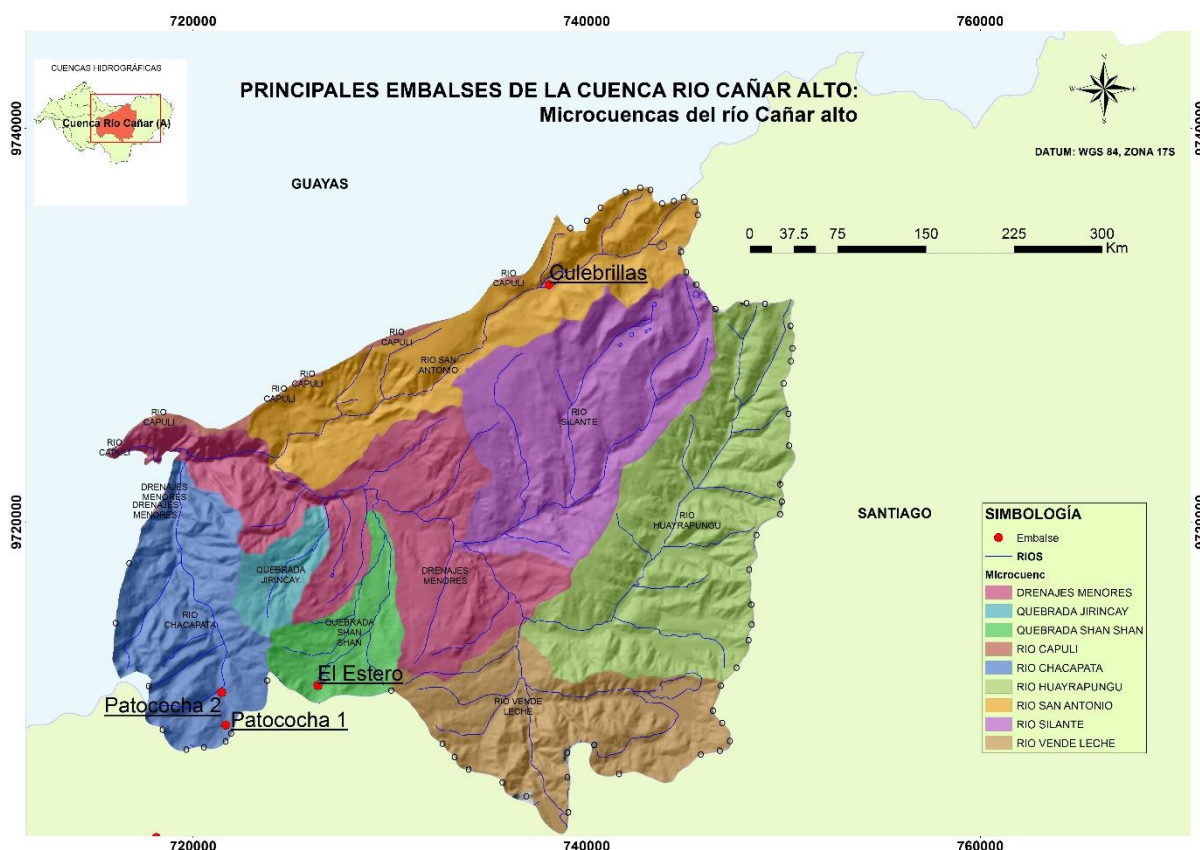 720000
740000
760000
CUENCAS HIDROGRÁFICAS
Cuenca Río Cañar (A)
PRINCIPALES EMBALSES DE LA CUENCA RIO CAÑAR ALTO:
Microcuencas del río Cañar alto
N
W
E
S
DATUM: WGS 84, ZONA 17S
9740000
9740000
GUAYAS
0 37.5 75 150 225 300
Km
RIO
CAPULI
Culebrillas
RIO
CAPULI
RIO SAN
ANTONIO
RIO
CAPULI
RIO
CAPULI
RIO
CAPULI
RIO
CAPULI
RIO
SILANTE
DRENAJES
MENORES
DRENAJES
MENORES
9720000
9720000
RIO
HUAYRAPUNGU
SANTIAGO
QUEBRADA
JIRINCAY
DRENAJES
MENORES
RIO
CHACAPATA
QUEBRADA
SHAN
SHAN
El Estero
Patococha 2
Patococha 1
RIO VENDE
LECHE
SIMBOLOGÍA
Embalse
RIOS
Microcuenc
DRENAJES MENORES
QUEBRADA JIRINCAY
QUEBRADA SHAN SHAN
RIO CAPULI
RIO CHACAPATA
RIO HUAYRAPUNGU
RIO SAN ANTONIO
RIO SILANTE
RIO VENDE LECHE
720000
740000
760000